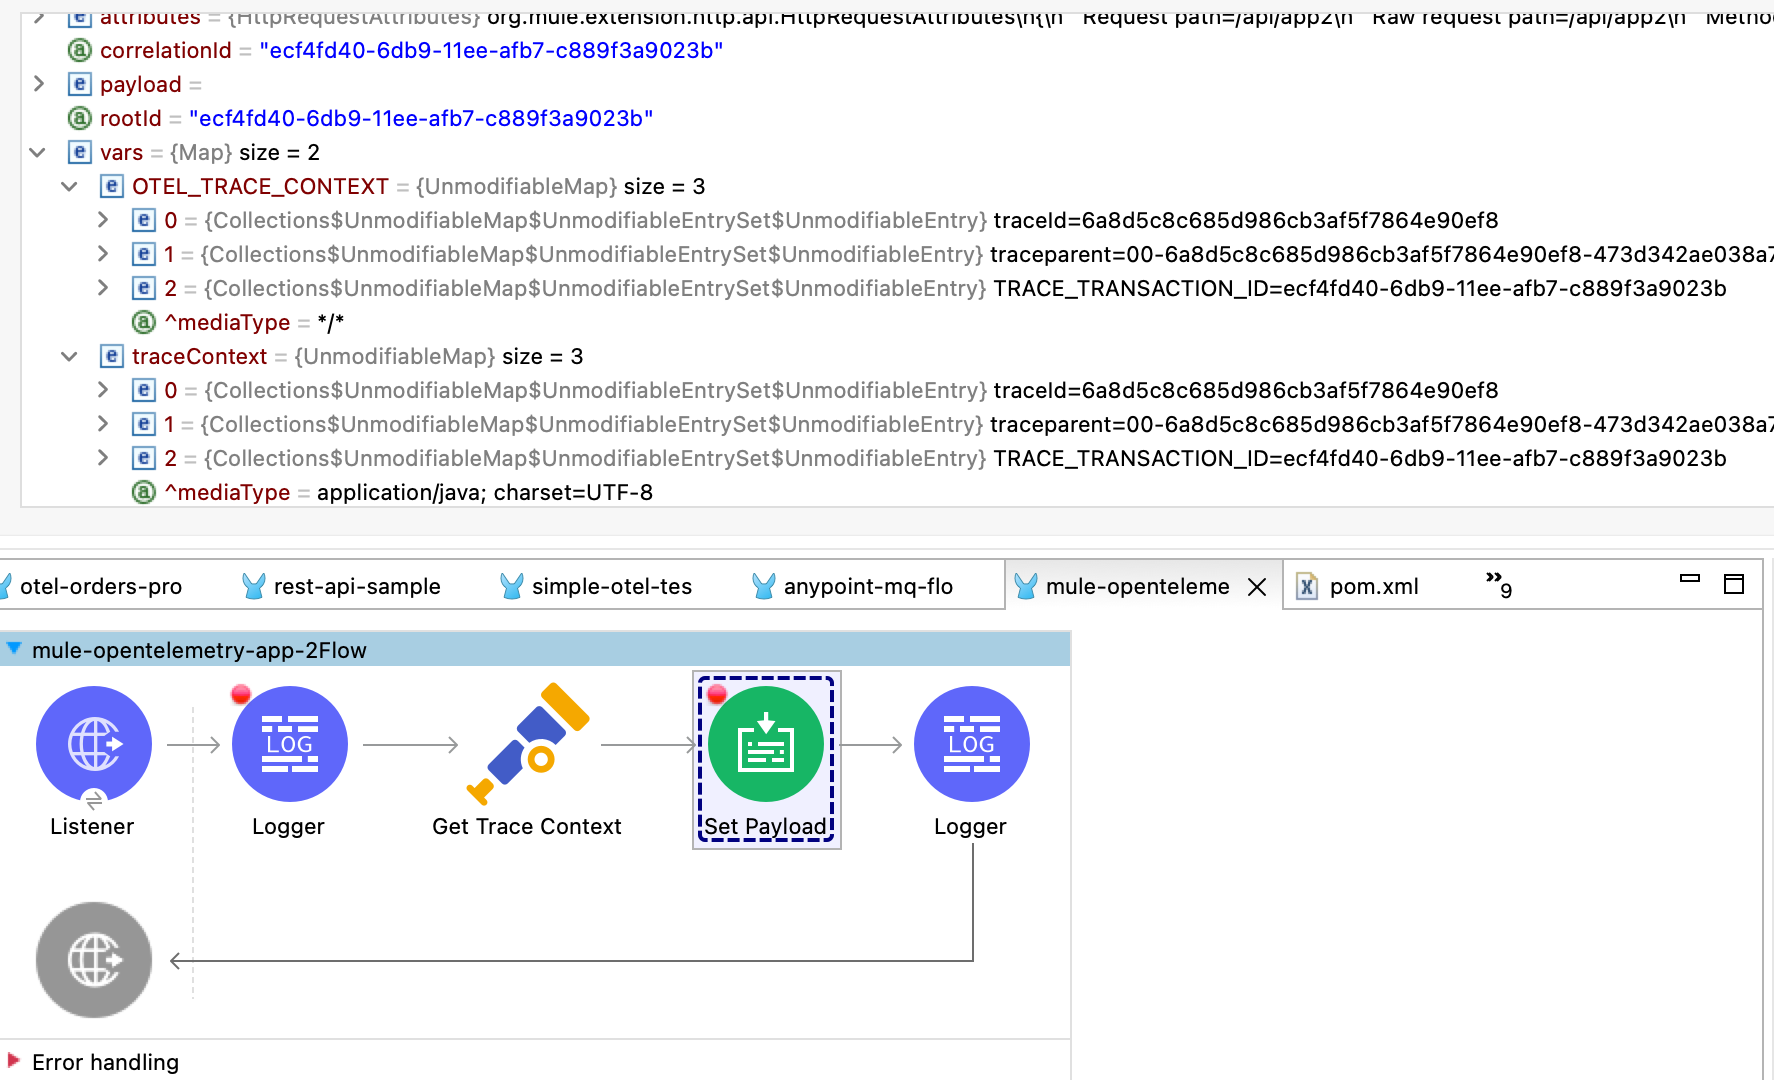 attributes = {HttpRequestAttributes} org.mule.extension.http.api.HttpRequestAttributes\n{\n Request path=/api/app2\n Raw request path=/api/app2\n
correlationId = "ecf4fd40-6db9-11ee-afb7-c889f3a9023b"
payload =
rootId = "ecf4fd40-6db9-11ee-afb7-c889f3a9023b"
vars = {Map} size = 2
OTEL_TRACE_CONTEXT = {UnmodifiableMap} size = 3
0 = {Collections$UnmodifiableMap$UnmodifiableEntrySet$UnmodifiableEntry} traceId=6a8d5c8c685d986cb3af5f7864e90ef8
1 = {Collections$UnmodifiableMap$UnmodifiableEntrySet$UnmodifiableEntry} traceparent=00-6a8d5c8c685d986cb3af5f7864e90ef8-473d342ae038a7
2 = {Collections$UnmodifiableMap$UnmodifiableEntrySet$UnmodifiableEntry} TRACE_TRANSACTION_ID=ecf4fd40-6db9-11ee-afb7-c889f3a9023b
^mediaType = */*
traceContext = {UnmodifiableMap} size = 3
0 = {Collections$UnmodifiableMap$UnmodifiableEntrySet$UnmodifiableEntry} traceId=6a8d5c8c685d986cb3af5f7864e90ef8
1 = {Collections$UnmodifiableMap$UnmodifiableEntrySet$UnmodifiableEntry} traceparent=00-6a8d5c8c685d986cb3af5f7864e90ef8-473d342ae038a7
2 = {Collections$UnmodifiableMap$UnmodifiableEntrySet$UnmodifiableEntry} TRACE_TRANSACTION_ID=ecf4fd40-6db9-11ee-afb7-c889f3a9023b
^mediaType = application/java; charset=UTF-8
otel-orders-pro rest-api-sample simple-otel-tes anypoint-mq-flo mule-openteleme pom.xml »9
mule-opentelemetry-app-2Flow
LOG LOG
Listener Logger Get Trace Context Set Payload Logger
Error handling